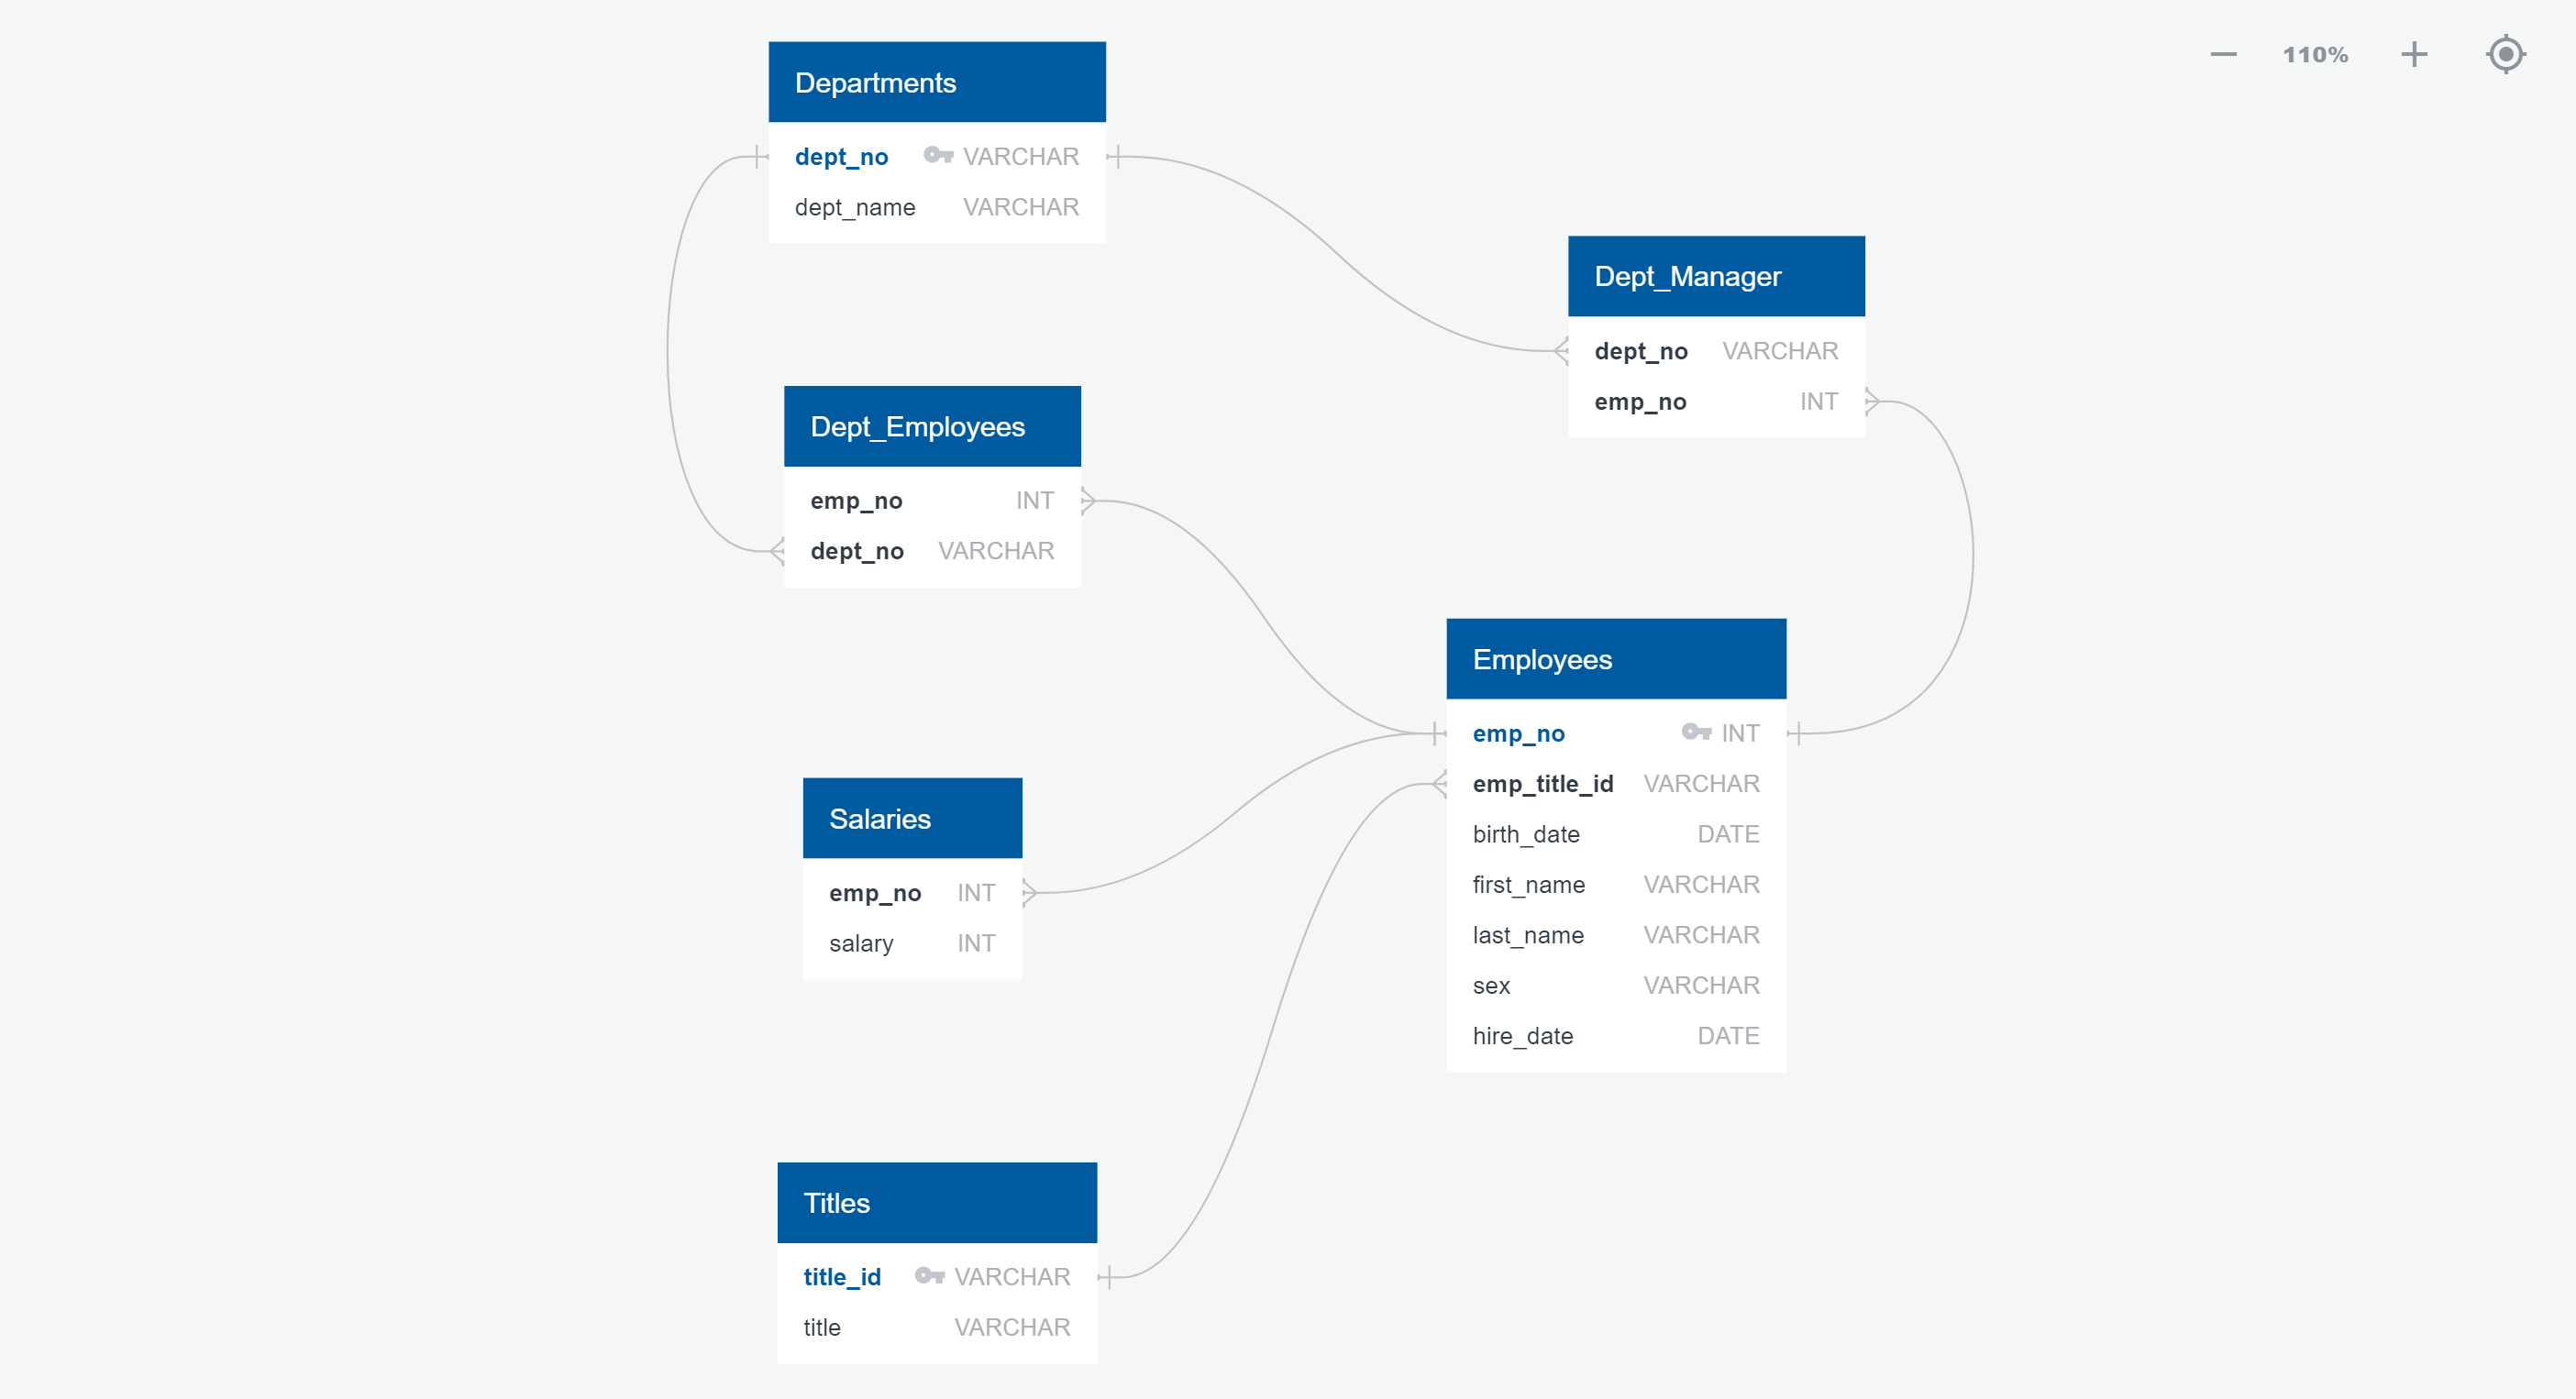 110%
Departments
dept_no VARCHAR
dept_name VARCHAR
Dept_Manager
dept_no VARCHAR
emp_no INT
Dept_Employees
emp_no INT
dept_no VARCHAR
Employees
emp_no INT
emp_title_id VARCHAR
birth_date DATE
first_name VARCHAR
last_name VARCHAR
sex VARCHAR
hire_date DATE
Salaries
emp_no INT
salary INT
Titles
title_id VARCHAR
title VARCHAR